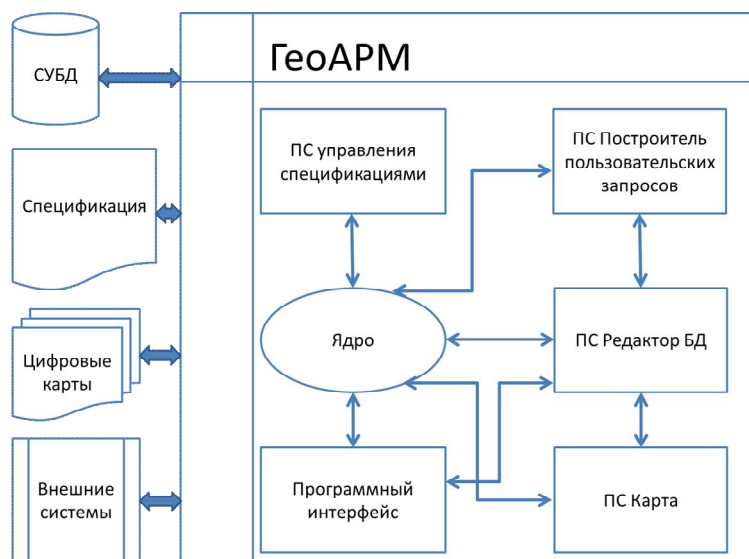 ГеоАРМ
СУБД
Спецификация
Цифровые
карты
Внешние
системы
ПС управления
спецификациями
ПС Построитель
пользовательских
запросов
Ядро
ПС Редактор БД
Программный
интерфейс
ПС Карта